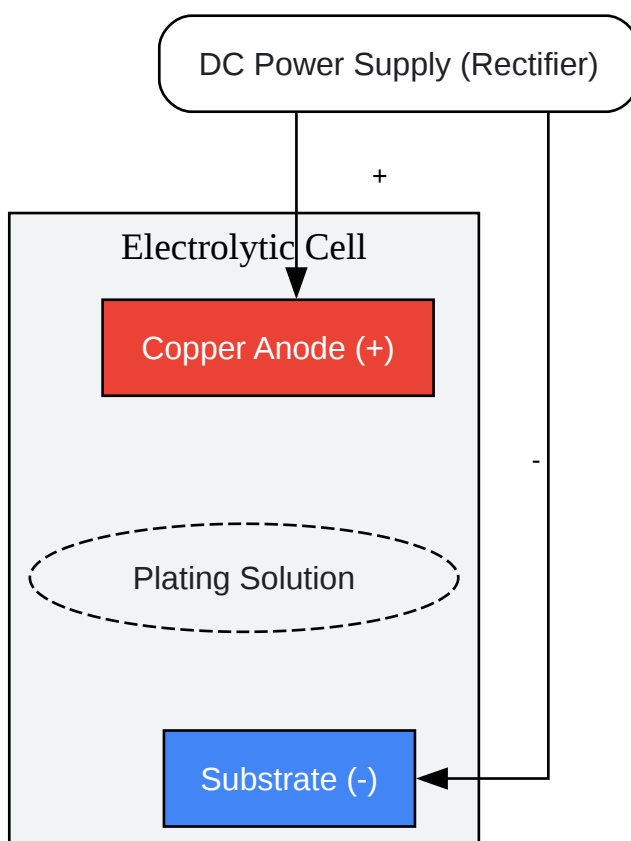 DC Power Supply (Rectifier)
+
Electrolytic Cell
Copper Anode (+)
-
Plating Solution
Substrate (-)